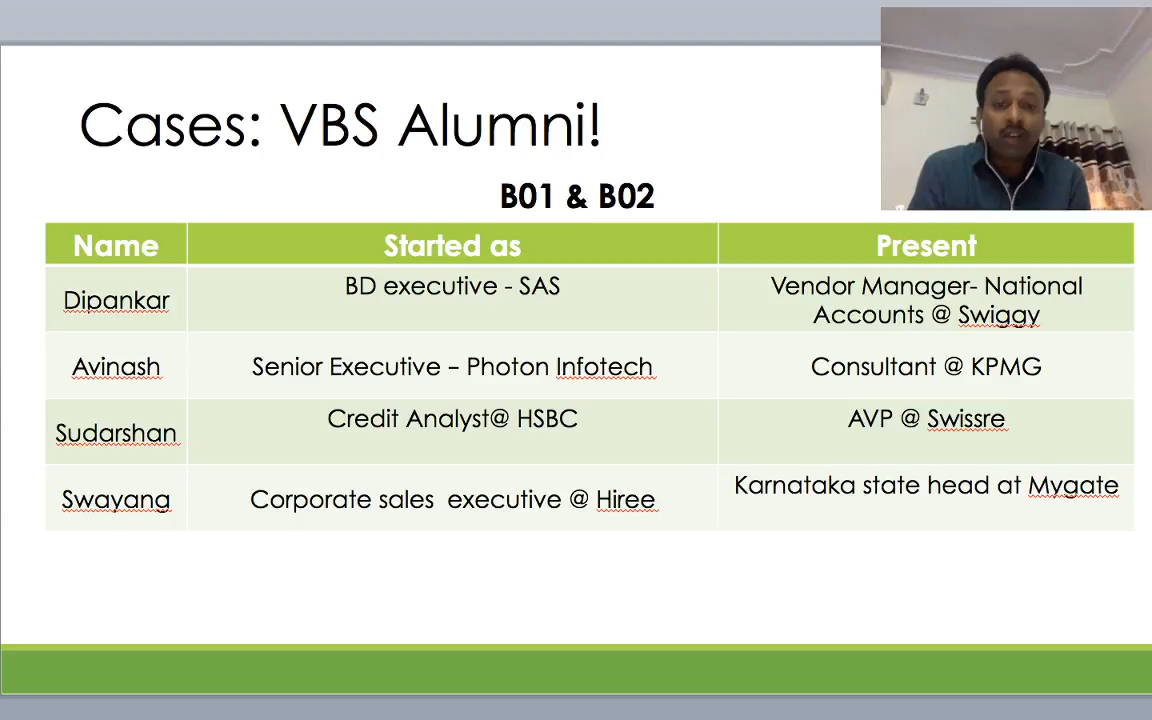 Cases: VBS Alumni!
B01 & B02
Name Started as Present
Dipankar BD executive - SAS Vendor Manager- National
Accounts @ Swiggy
Avinash Senior Executive – Photon Infotech Consultant @ KPMG
Sudarshan Credit Analyst@ HSBC AVP @ Swissre
Swayang Corporate sales executive @ Hiree Karnataka state head at Mygate